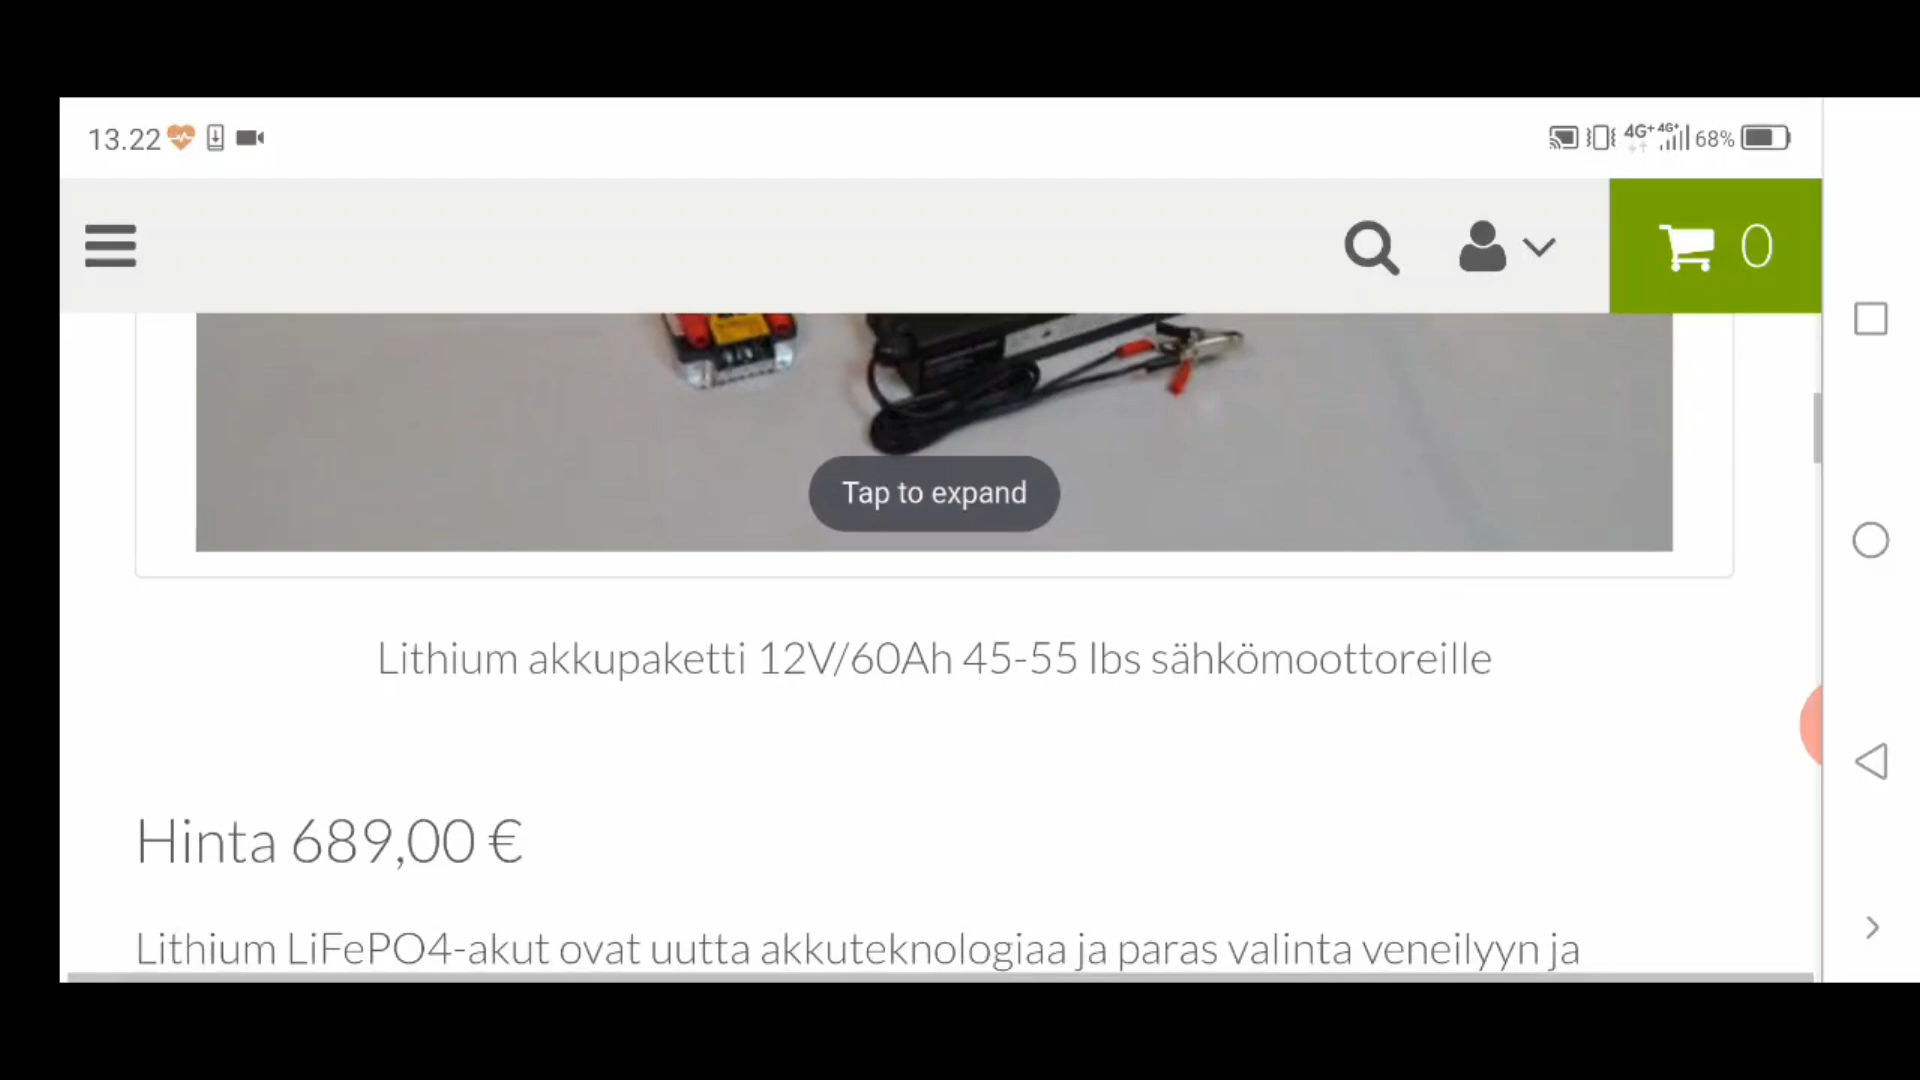 13.22
4G+ 4G+ 68%
0
Tap to expand
Lithium akkupaketti 12V/60Ah 45-55 lbs sähkömoottoreille
Hinta 689,00 €
Lithium LiFePO4-akut ovat uutta akkuteknologiaa ja paras valinta veneilyyn ja